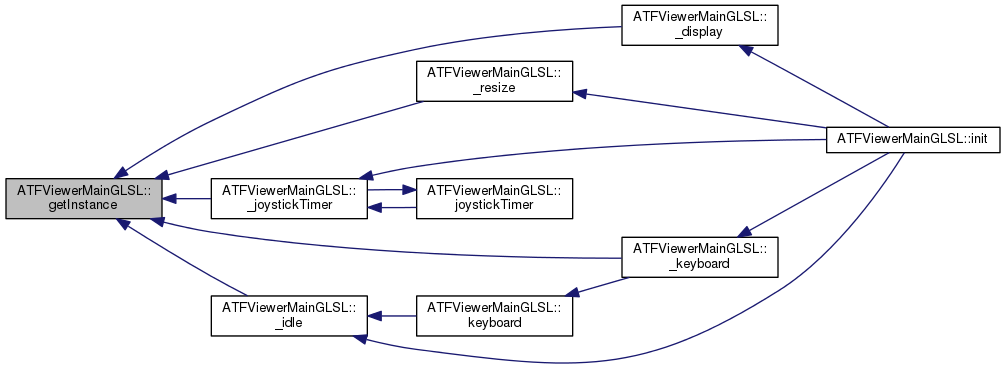 ATFViewerMainGLSL::
_display
ATFViewerMainGLSL::
_resize
ATFViewerMainGLSL::init
ATFViewerMainGLSL::
getInstance
ATFViewerMainGLSL::
_joystickTimer
ATFViewerMainGLSL::
joystickTimer
ATFViewerMainGLSL::
_keyboard
ATFViewerMainGLSL::
_idle
ATFViewerMainGLSL::
keyboard